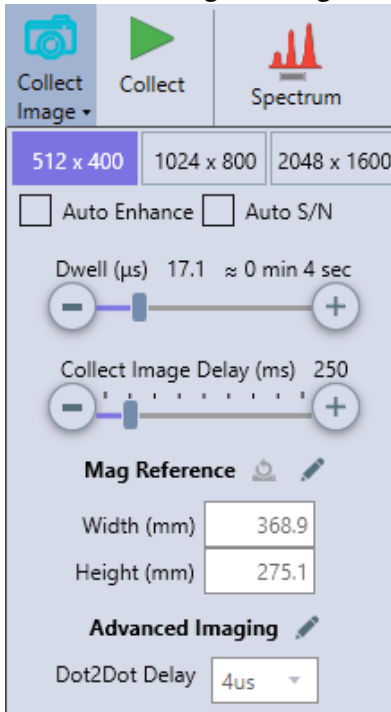 Collect Image
Collect
Spectrum
512 x 400 1024 x 800 2048 x 1600
Auto Enhance Auto S/N
Dwell (µs) 17.1 ≈ 0 min 4 sec
Collect Image Delay (ms) 250
Mag Reference
Width (mm) 368.9
Height (mm) 275.1
Advanced Imaging
Dot2Dot Delay 4us